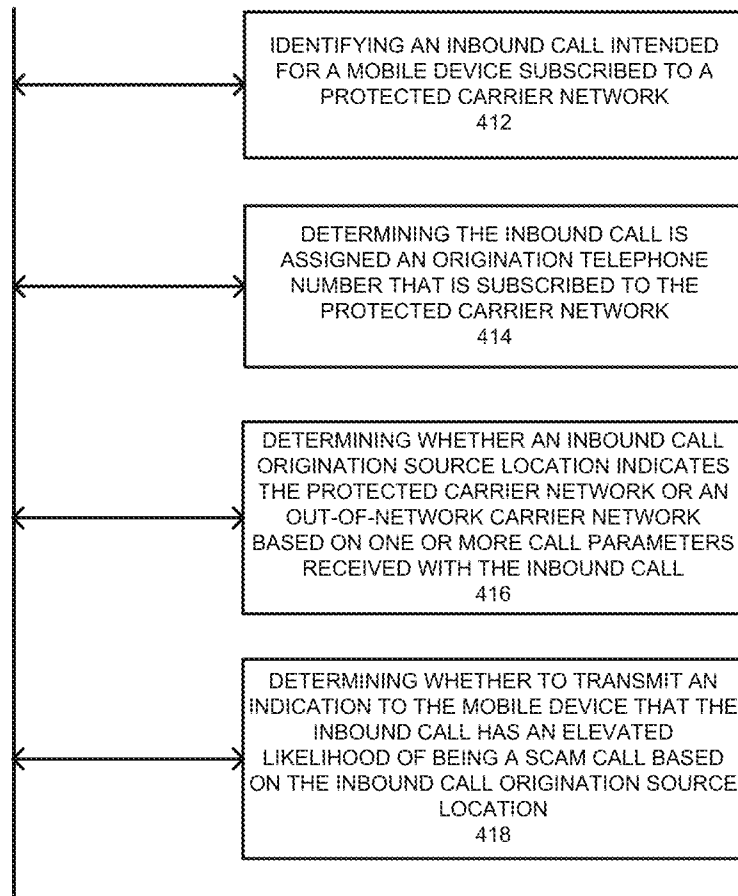 IDENTIFYING AN INBOUND CALL INTENDED
FOR A MOBILE DEVICE SUBSCRIBED TO A
PROTECTED CARRIER NETWORK
412
DETERMINING THE INBOUND CALL IS
ASSIGNED AN ORIGINATION TELEPHONE
NUMBER THAT IS SUBSCRIBED TO THE
PROTECTED CARRIER NETWORK
414
DETERMINING WHETHER AN INBOUND CALL
ORIGINATION SOURCE LOCATION INDICATES
THE PROTECTED CARRIER NETWORK OR AN
OUT-OF-NETWORK CARRIER NETWORK
BASED ON ONE OR MORE CALL PARAMETERS
RECEIVED WITH THE INBOUND CALL
416
DETERMINING WHETHER TO TRANSMIT AN
INDICATION TO THE MOBILE DEVICE THAT THE
INBOUND CALL HAS AN ELEVATED
LIKELIHOOD OF BEING A SCAM CALL BASED
ON THE INBOUND CALL ORIGINATION SOURCE
LOCATION
418